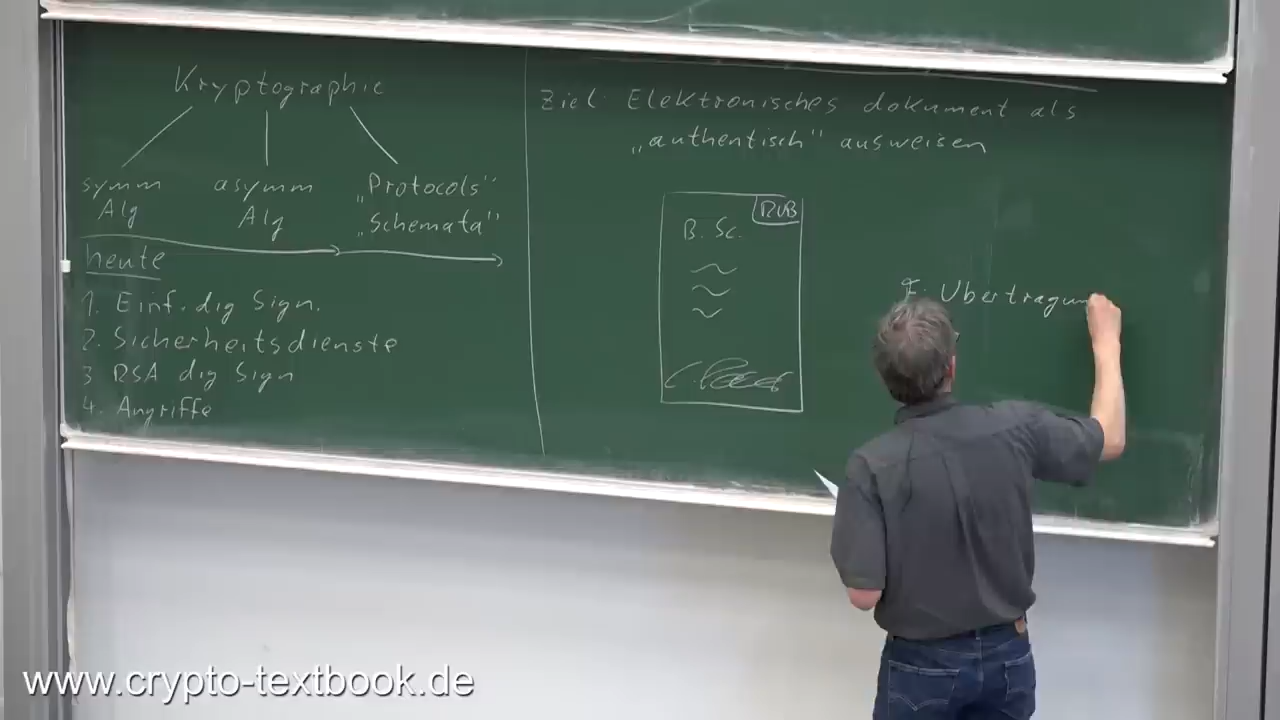 Kryptographie
symm
Alg
asymm
Alg
„Protocols“
„Schemata“
heute
1. Einf. dig Sign.
2. Sicherheitsdienste
3 RSA dig Sign
4. Angriffe
Ziel: Elektronisches dokument als
„authentisch“ ausweisen
RUB
B. Sc.
F: Übertragun
www.crypto-textbook.de